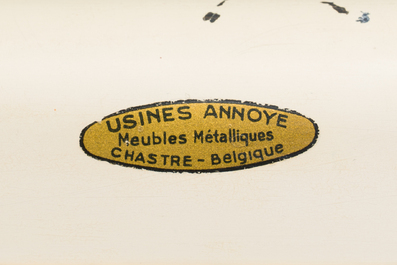 USINES ANNOYE
Meubles Métalliques
CHASTRE - Belgique